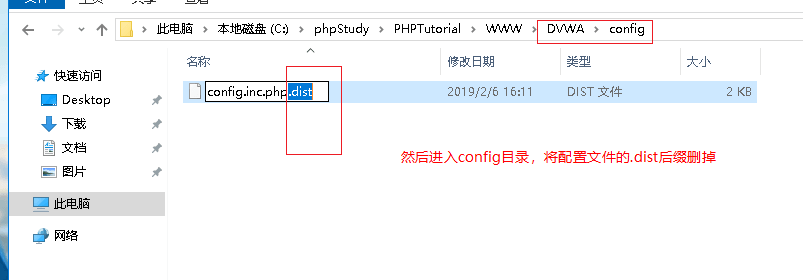 此电脑 > 本地磁盘 (C:) > phpStudy > PHPTutorial > WWW > DVWA > config
名称 修改日期 类型 大小
快速访问
config.inc.php.dist 2019/2/6 16:11 DIST 文件 2 KB
Desktop
下载
文档
图片
然后进入config目录，将配置文件的.dist后缀删掉
此电脑
网络